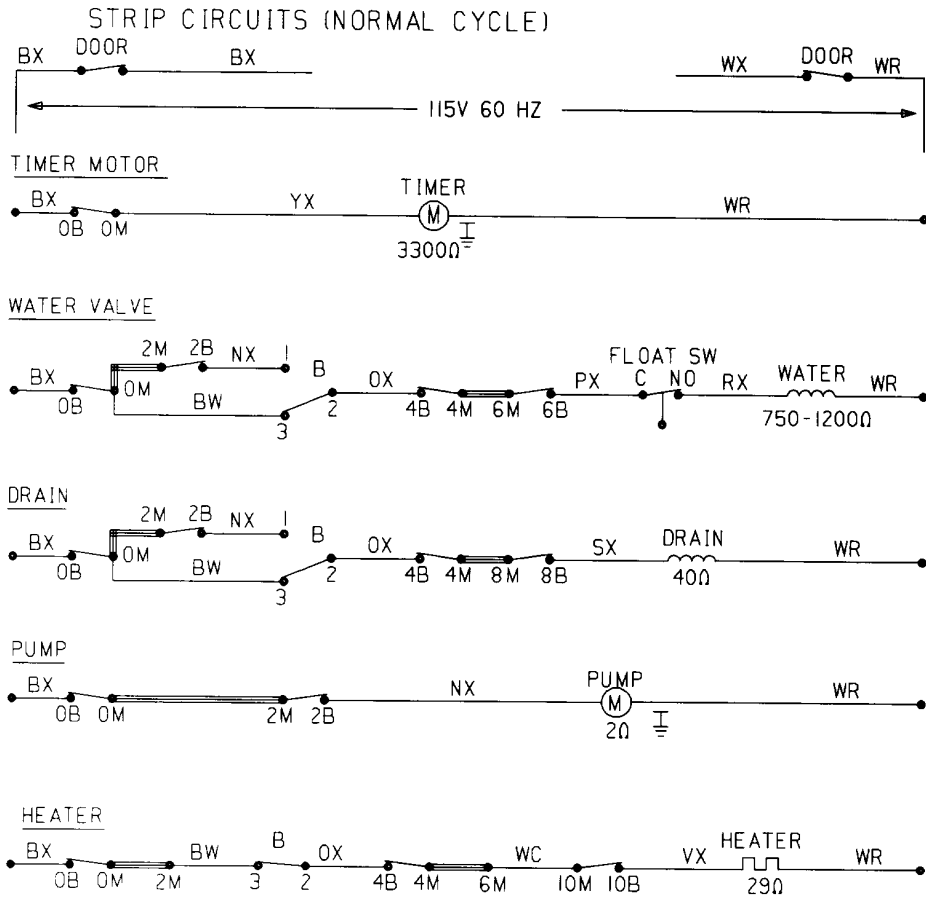 STRIP CIRCUITS (NORMAL CYCLE)
BX DOOR BX WX DOOR WR
115V 60 HZ
TIMER MOTOR
BX 0B 0M YX TIMER M 3300Ω WR
WATER VALVE
2M 2B NX 1 B FLOAT SW
BX 0B 0M BW 3 2 OX 4B 4M 6M 6B PX C NO RX WATER WR
750-1200Ω
DRAIN
2M 2B NX 1 B
BX 0B 0M BW 3 2 OX 4B 4M 8M 8B SX DRAIN WR
40Ω
PUMP
BX 0B 0M 2M 2B NX PUMP M 2Ω WR
HEATER
BX 0B 0M 2M BW 3 B 2 OX 4B 4M 6M WC 10M 10B VX HEATER WR
29Ω